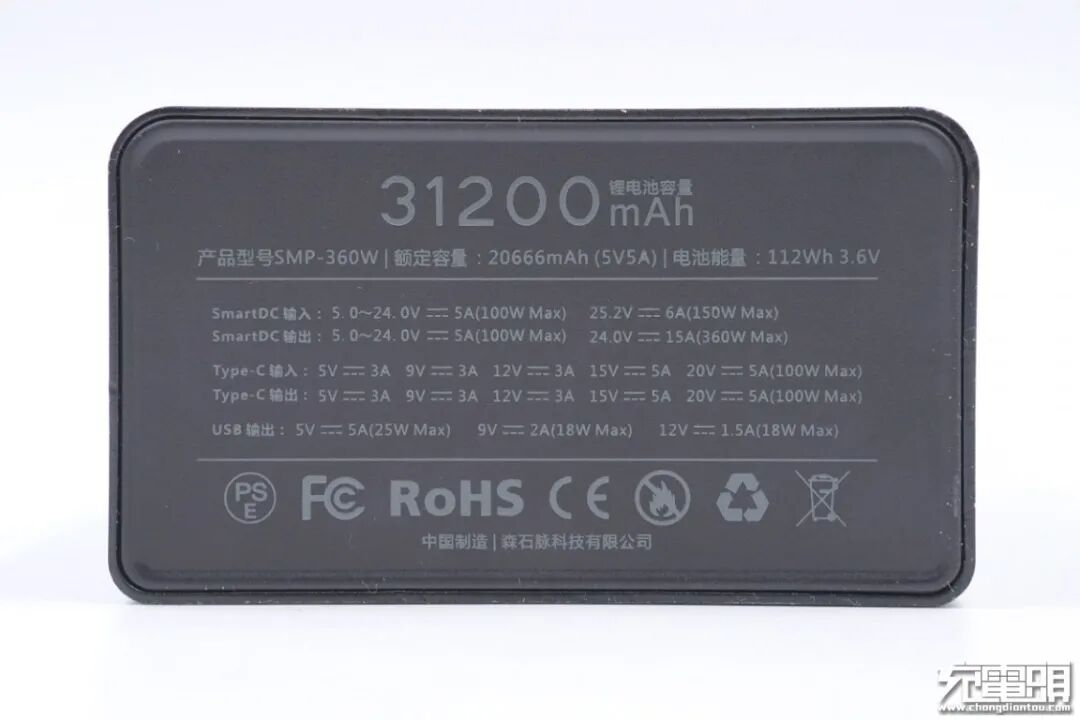 31200 锂电池容量 mAh
产品型号SMP-360W | 额定容量：20666mAh (5V5A) | 电池能量：112Wh 3.6V
SmartDC 输入：5.0～24.0V ⎓ 5A(100W Max) 25.2V ⎓ 6A(150W Max)
SmartDC 输出：5.0～24.0V ⎓ 5A(100W Max) 24.0V ⎓ 15A(360W Max)
Type-C 输入：5V ⎓ 3A 9V ⎓ 3A 12V ⎓ 3A 15V ⎓ 5A 20V ⎓ 5A(100W Max)
Type-C 输出：5V ⎓ 3A 9V ⎓ 3A 12V ⎓ 3A 15V ⎓ 5A 20V ⎓ 5A(100W Max)
USB 输出：5V ⎓ 5A(25W Max) 9V ⎓ 2A(18W Max) 12V ⎓ 1.5A(18W Max)
PSE FC RoHS CE
中国制造 | 森石脉科技有限公司
充電頭
www.chongdiantou.com